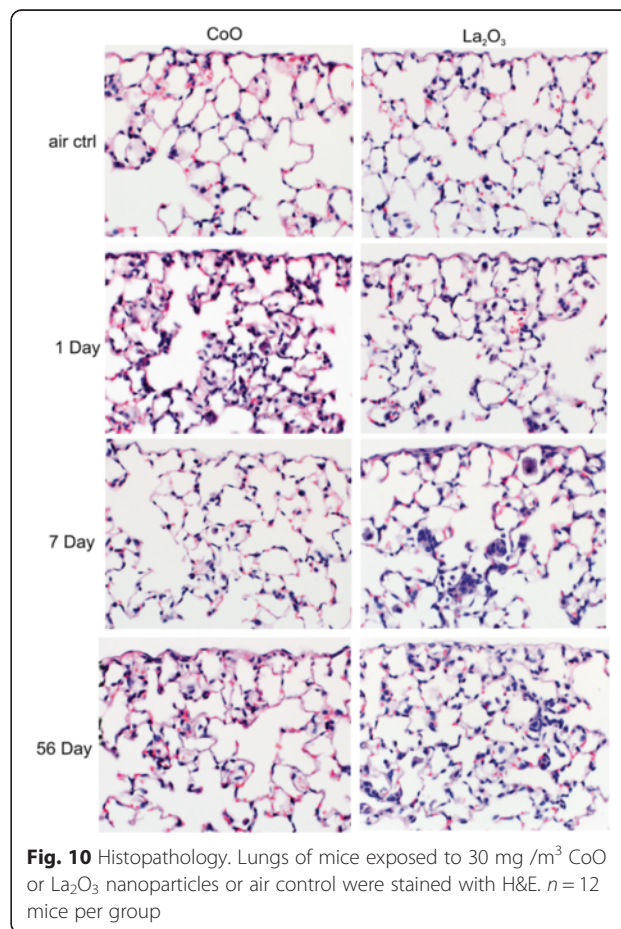 CoO La₂O₃
air ctrl
1 Day
7 Day
56 Day
Fig. 10 Histopathology. Lungs of mice exposed to 30 mg /m³ CoO
or La₂O₃ nanoparticles or air control were stained with H&E. n = 12
mice per group